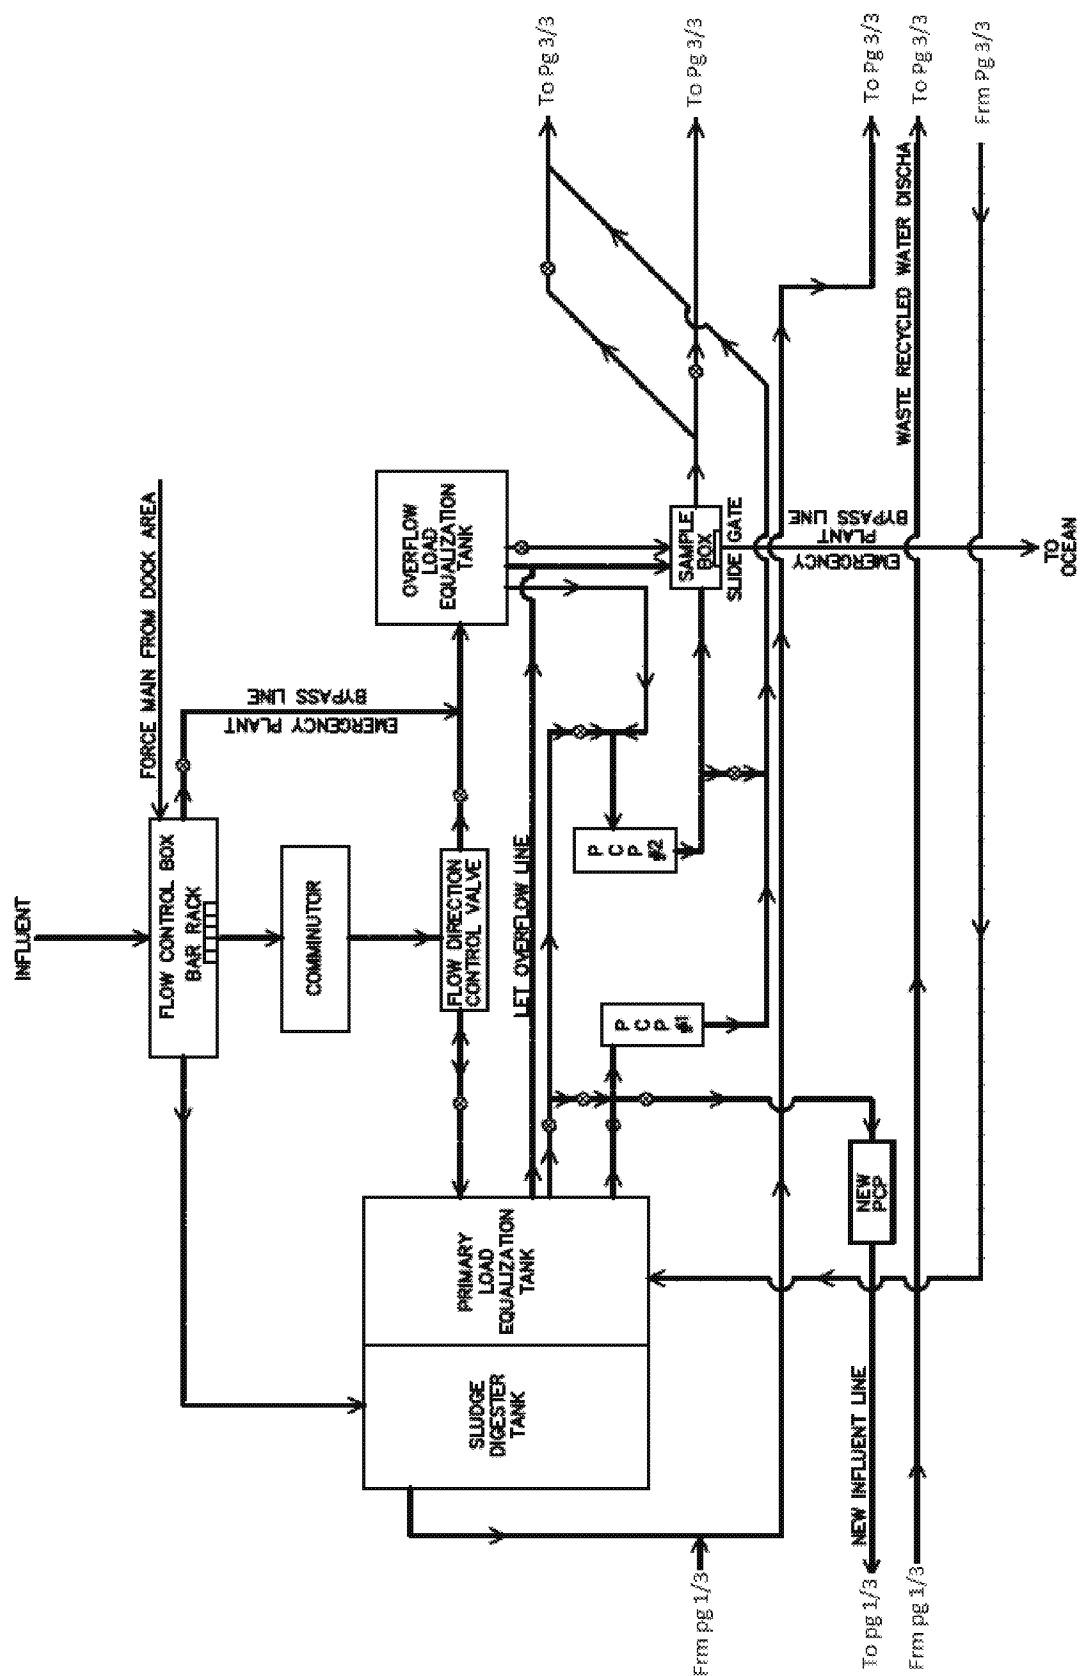 INFLUENT
FORCE MAIN FROM DOCK AREA
FLOW CONTROL BOX
BAR RACK
COMMINUTOR
EMERGENCY PLANT
BYPASS LINE
FLOW DIRECTION
CONTROL VALVE
OVERFLOW
LOAD
EQUALIZATION
TANK
LET OVERFLOW LINE
SLUDGE
DIGESTER
TANK
PRIMARY
LOAD
EQUALIZATION
TANK
P
C
P
#1
P
C
P
#2
SAMPLE
BOX
SLIDE GATE
EMERGENCY
PLANT
BYPASS LINE
TO
OCEAN
NEW
PCP
NEW INFLUENT LINE
WASTE RECYCLED WATER DISCHA
To Pg 3/3
To Pg 3/3
To Pg 3/3
To Pg 3/3
Frm Pg 3/3
Frm pg 1/3
To pg 1/3
Frm pg 1/3